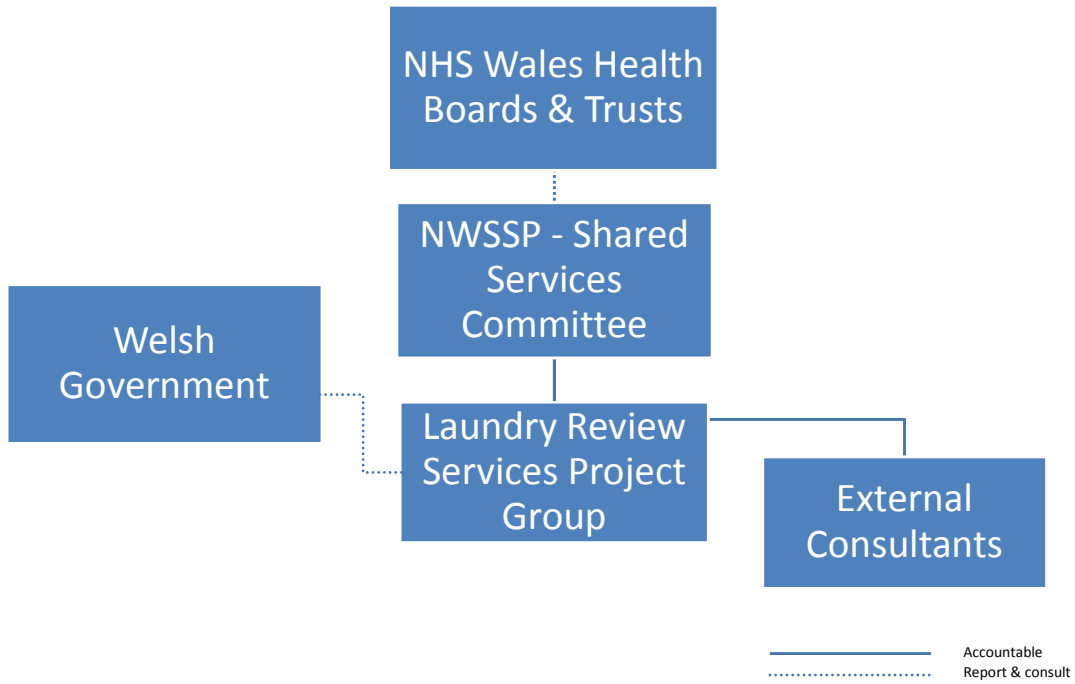 NHS Wales Health
Boards & Trusts
NWSSP - Shared
Services
Committee
Welsh
Government
Laundry Review
Services Project
Group
External
Consultants
Accountable
Report & consult